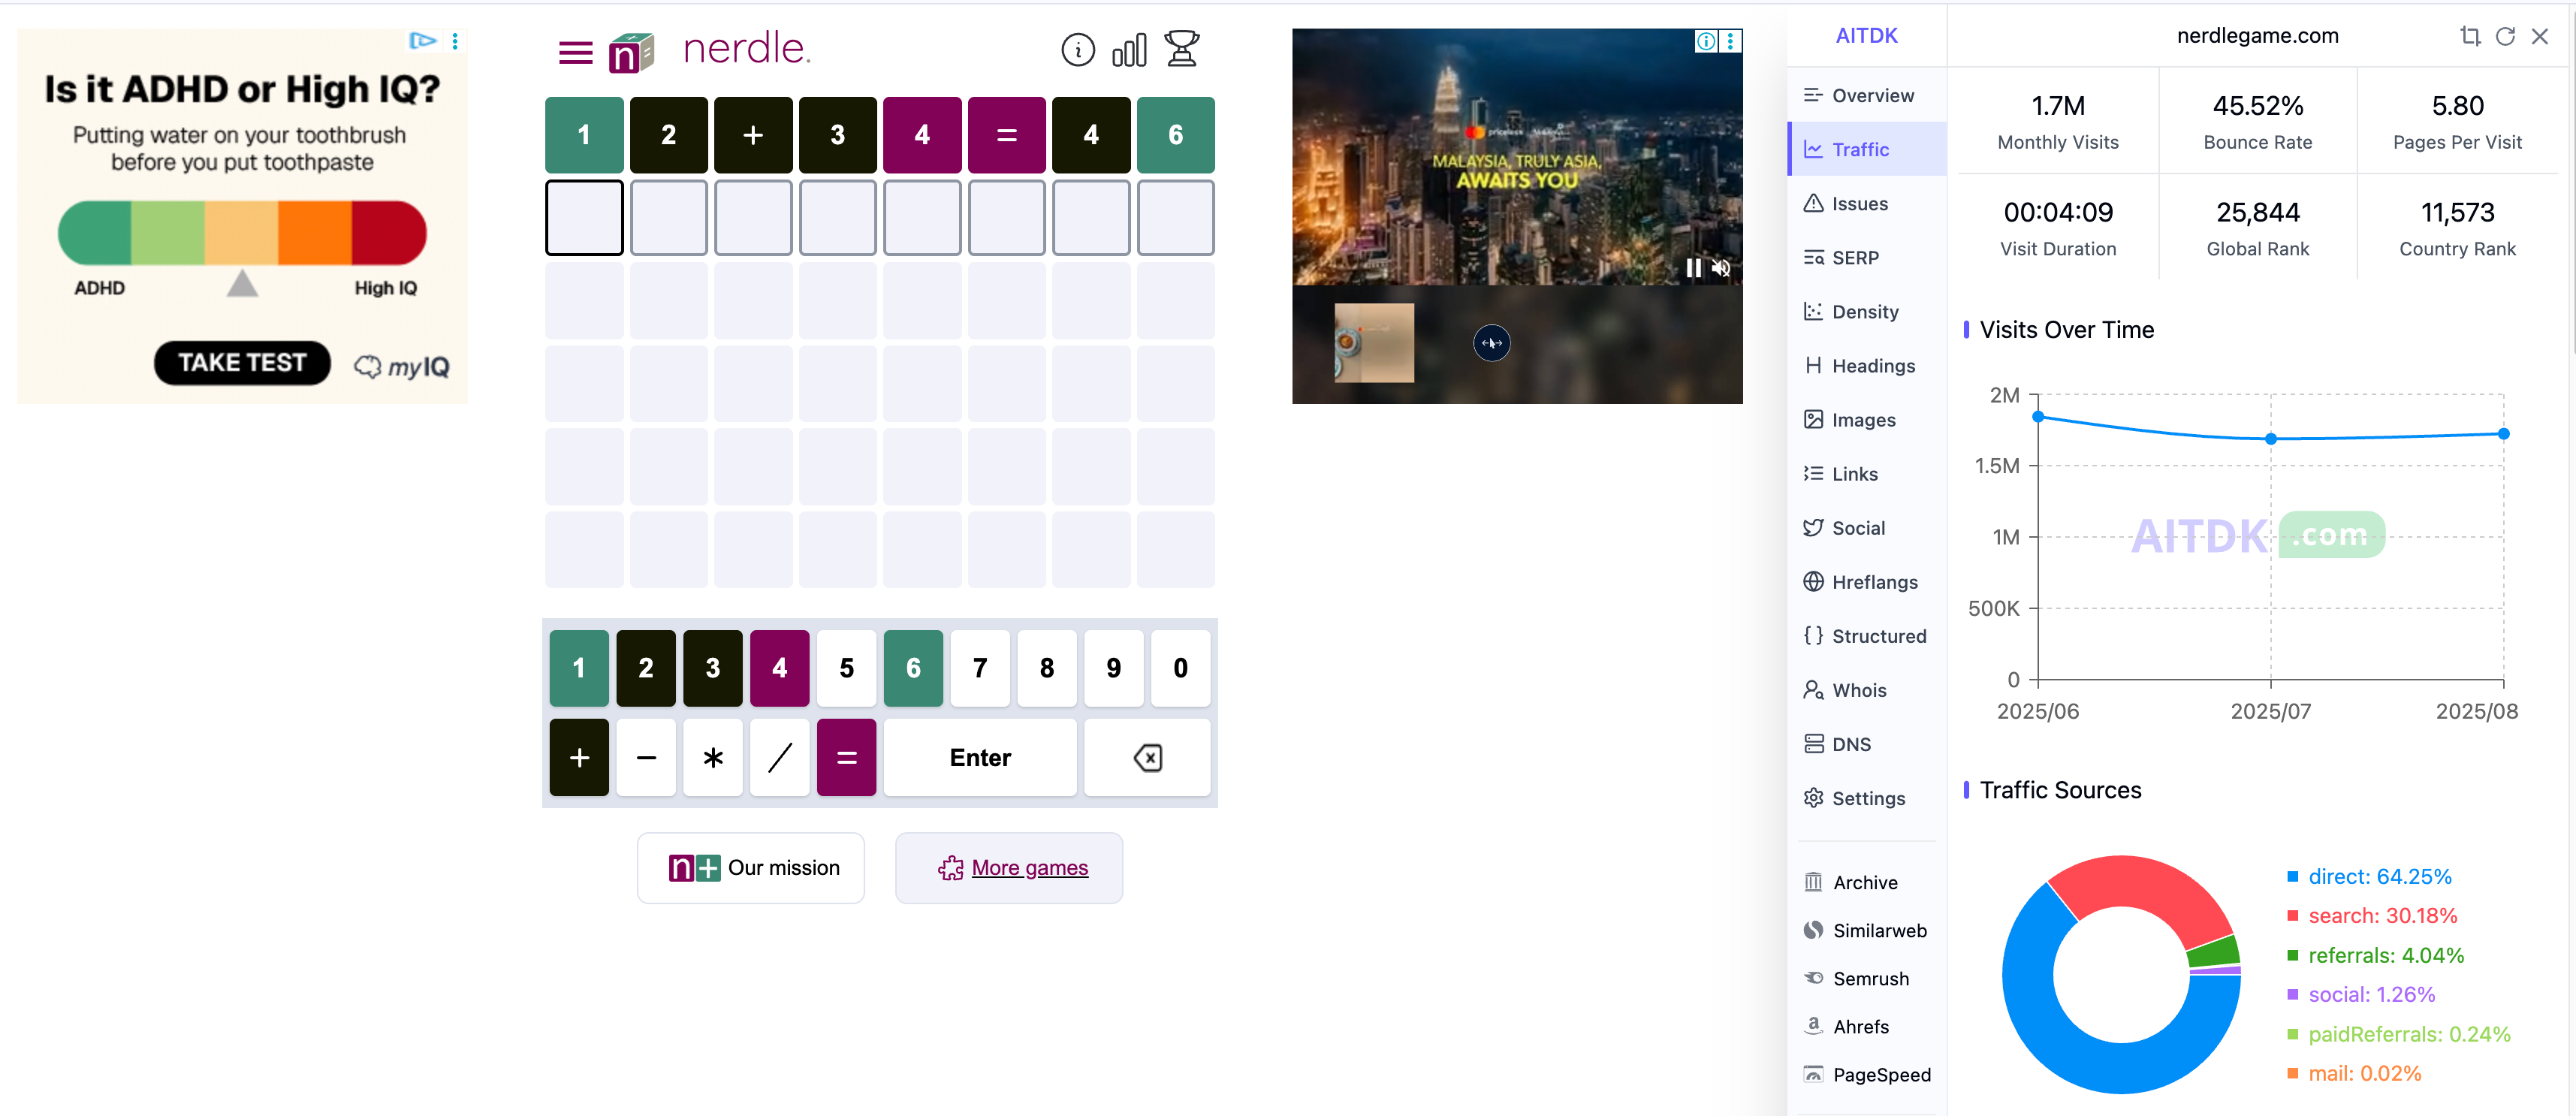 Is it ADHD or High IQ?
Putting water on your toothbrush
before you put toothpaste
ADHD
High IQ
TAKE TEST
myIQ
n
nerdle.
1 2 + 3 4 = 4 6
1 2 3 4 5 6 7 8 9 0
+ − * / = Enter
n+ Our mission
More games
priceless
MALAYSIA, TRULY ASIA,
AWAITS YOU
AITDK
Overview
Traffic
Issues
SERP
Density
H Headings
Images
Links
Social
Hreflangs
{ } Structured
Whois
DNS
Settings
Archive
Similarweb
Semrush
a Ahrefs
PageSpeed
nerdlegame.com
1.7M
Monthly Visits
45.52%
Bounce Rate
5.80
Pages Per Visit
00:04:09
Visit Duration
25,844
Global Rank
11,573
Country Rank
Visits Over Time
2M
1.5M
1M
500K
0
2025/06
2025/07
2025/08
AITDK .com
Traffic Sources
direct: 64.25%
search: 30.18%
referrals: 4.04%
social: 1.26%
paidReferrals: 0.24%
mail: 0.02%